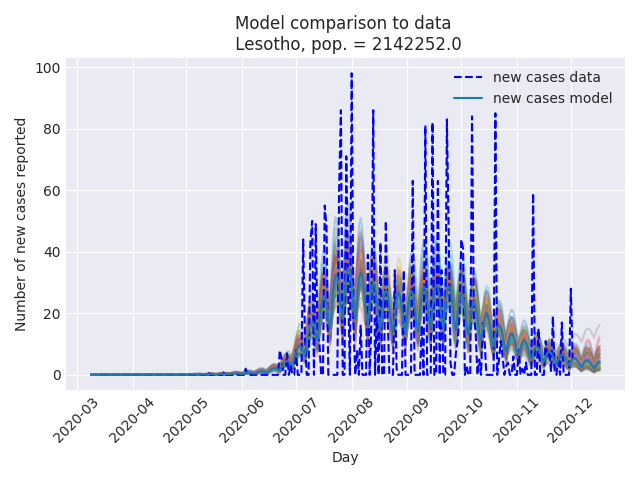 Model comparison to data
Lesotho, pop. = 2142252.0
new cases data
new cases model
Number of new cases reported
100
80
60
40
20
0
2020-03
2020-04
2020-05
2020-06
2020-07
2020-08
2020-09
2020-10
2020-11
2020-12
Day